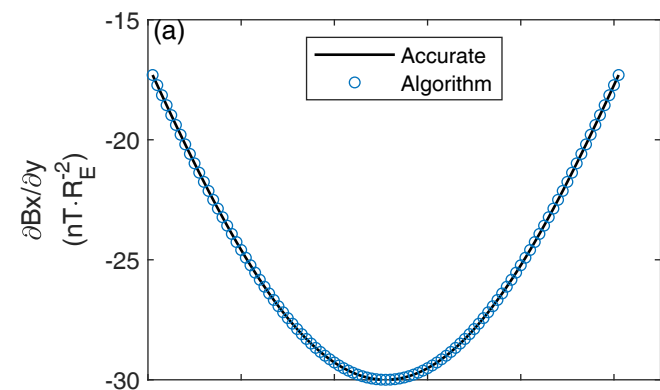 -15
(a)
Accurate
Algorithm
-20
-25
-30
∂Bx/∂y
(nT·R_E^-2)